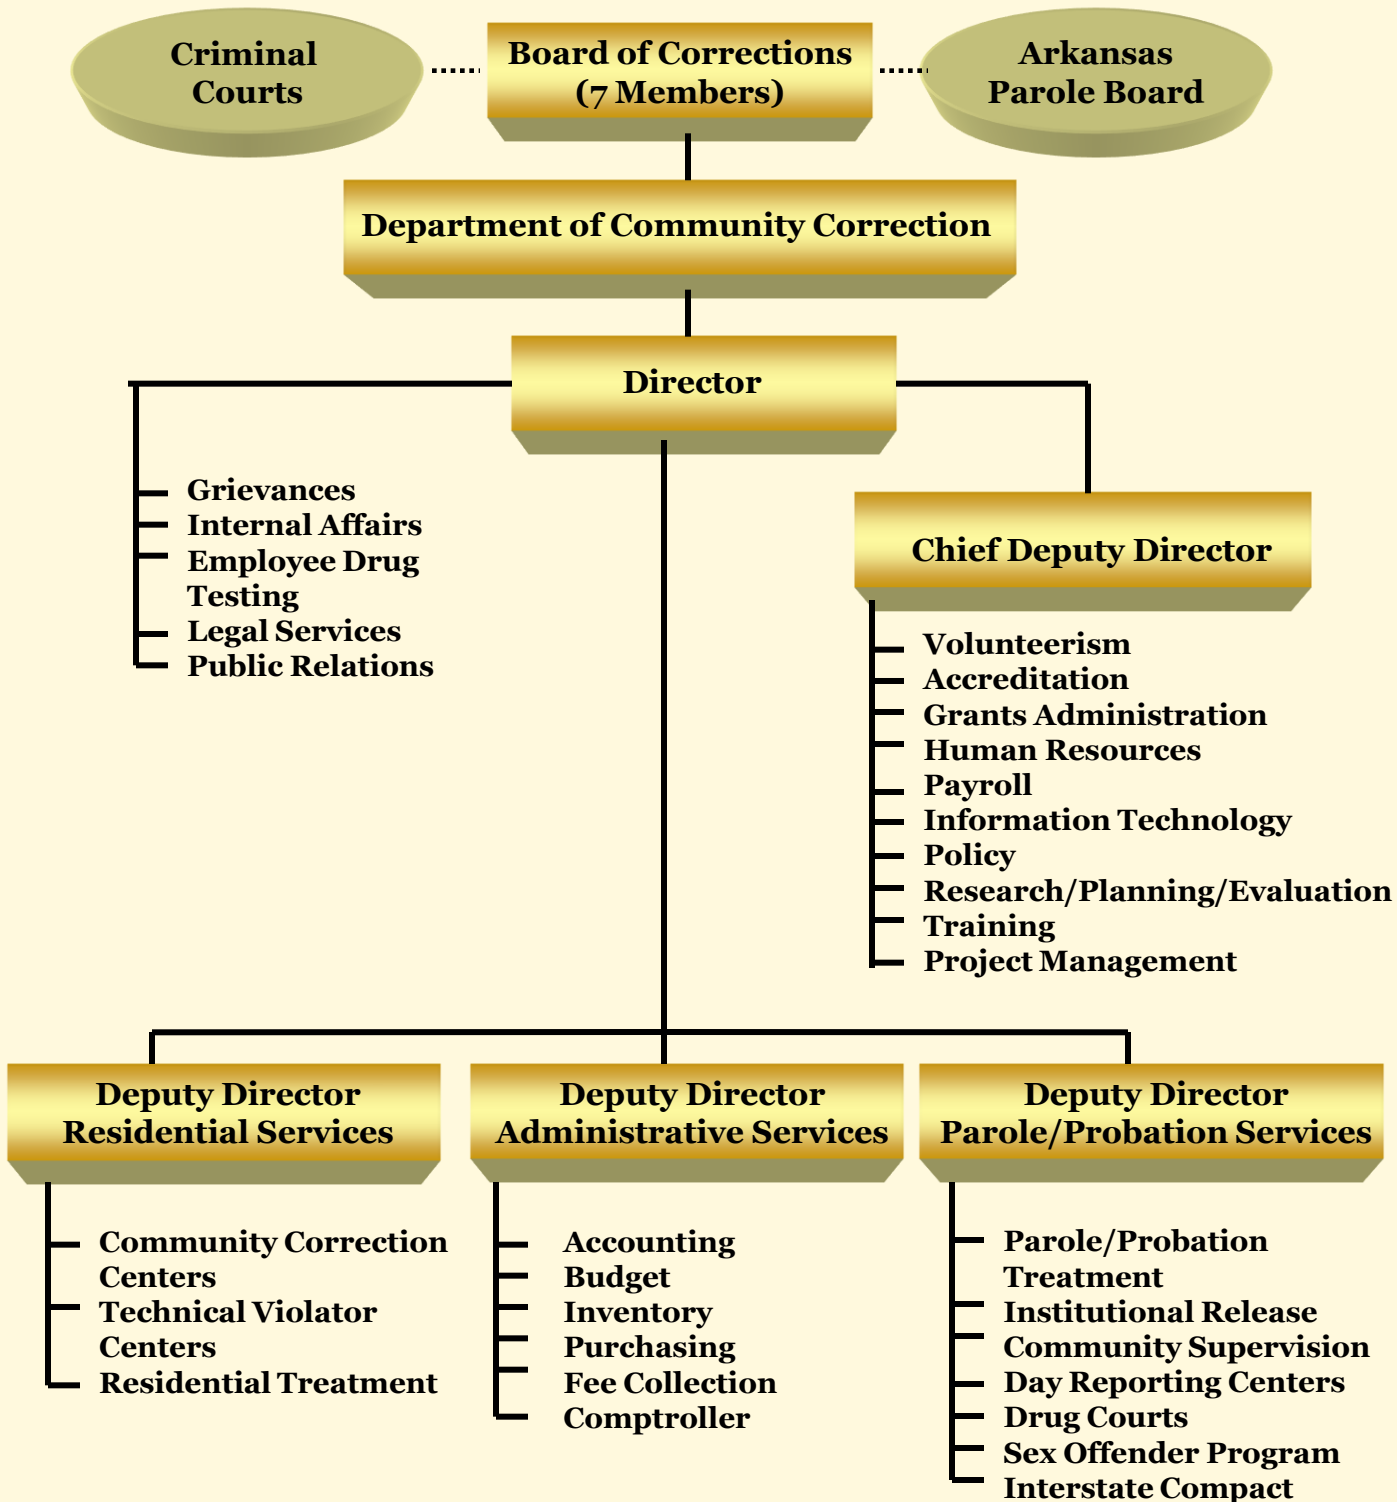 Criminal
Courts
Board of Corrections
(7 Members)
Arkansas
Parole Board
Department of Community Correction
Director
Grievances
Internal Affairs
Employee Drug
Testing
Legal Services
Public Relations
Chief Deputy Director
Volunteerism
Accreditation
Grants Administration
Human Resources
Payroll
Information Technology
Policy
Research/Planning/Evaluation
Training
Project Management
Deputy Director
Residential Services
Community Correction
Centers
Technical Violator
Centers
Residential Treatment
Deputy Director
Administrative Services
Accounting
Budget
Inventory
Purchasing
Fee Collection
Comptroller
Deputy Director
Parole/Probation Services
Parole/Probation
Treatment
Institutional Release
Community Supervision
Day Reporting Centers
Drug Courts
Sex Offender Program
Interstate Compact